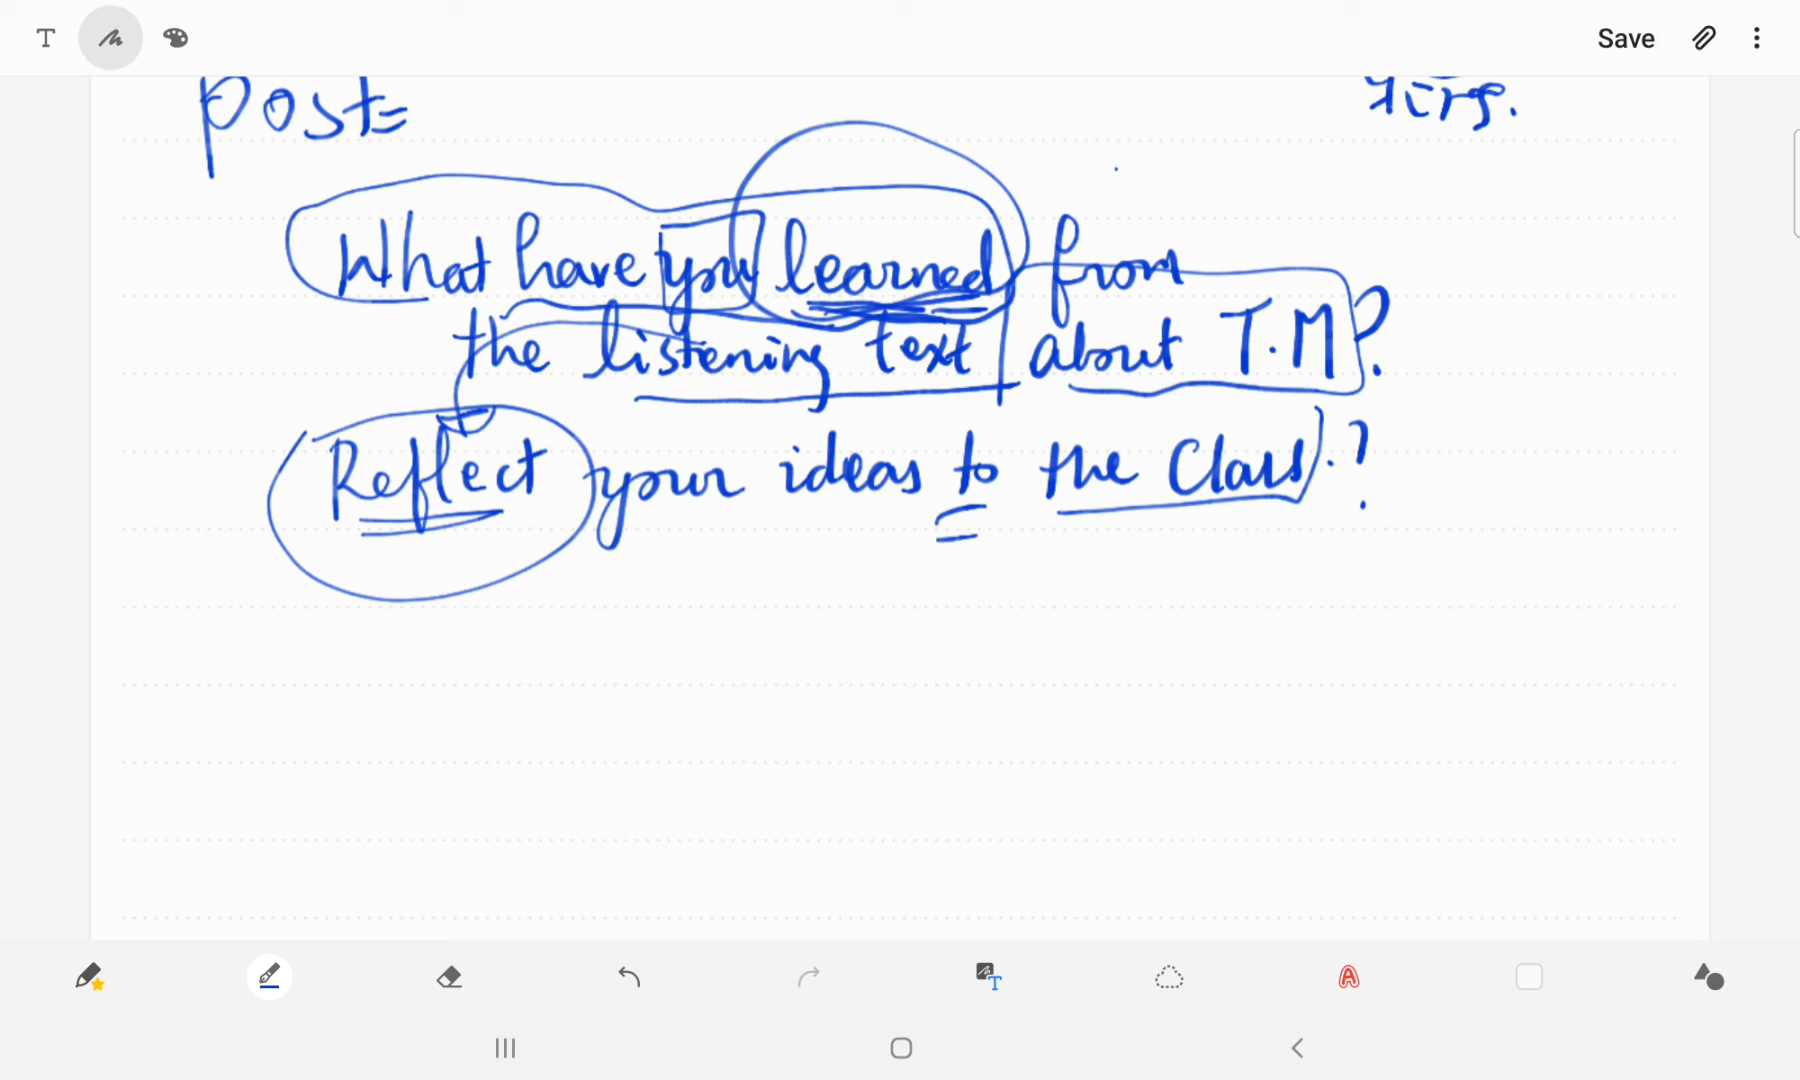 T
Save
post=
What have you learned from
the listening text about T.M?
Reflect your ideas to the Class.?
T
A